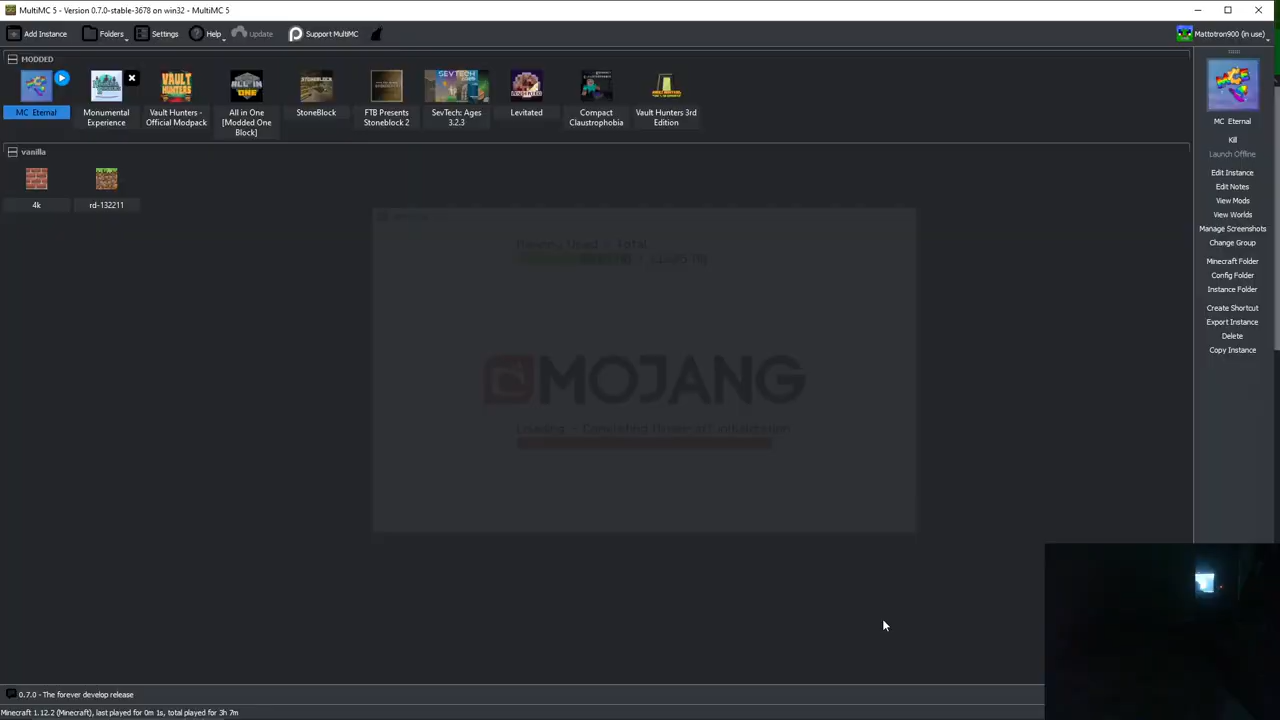 MultiMC 5 - Version 0.7.0-stable-3678 on win32 - MultiMC 5
Add Instance Folders Settings Help Update Support MultiMC Mattotron900 (in use)
MODDED
MC Eternal
Monumental Experience
Vault Hunters - Official Modpack
All in One [Modded One Block]
StoneBlock
FTB Presents Stoneblock 2
SevTech: Ages 3.2.3
Levitated
Compact Claustrophobia
Vault Hunters 3rd Edition
vanilla
4k
rd-132211
Memory Used / Total
MOJANG
MC Eternal
Kill
Launch Offline
Edit Instance
Edit Notes
View Mods
View Worlds
Manage Screenshots
Change Group
Minecraft Folder
Config Folder
Instance Folder
Create Shortcut
Export Instance
Delete
Copy Instance
0.7.0 - The forever develop release
Minecraft 1.12.2 (Minecraft), last played for 0m 1s, total played for 3h 7m